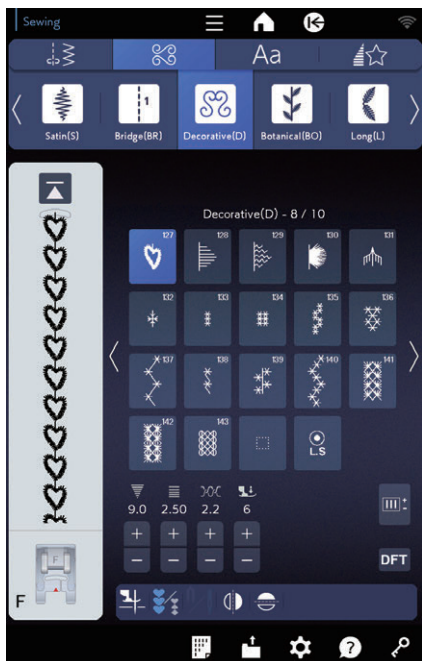 Sewing
Aa
1
Satin(S) Bridge(BR) Decorative(D) Botanical(BO) Long(L)
Decorative(D) - 8 / 10
127 128 129 130 131
132 133 134 135 136
137 138 139 140 141
142 143 L.S
9.0 2.50 2.2 6
+ + + +
− − − −
DFT
F
F
?